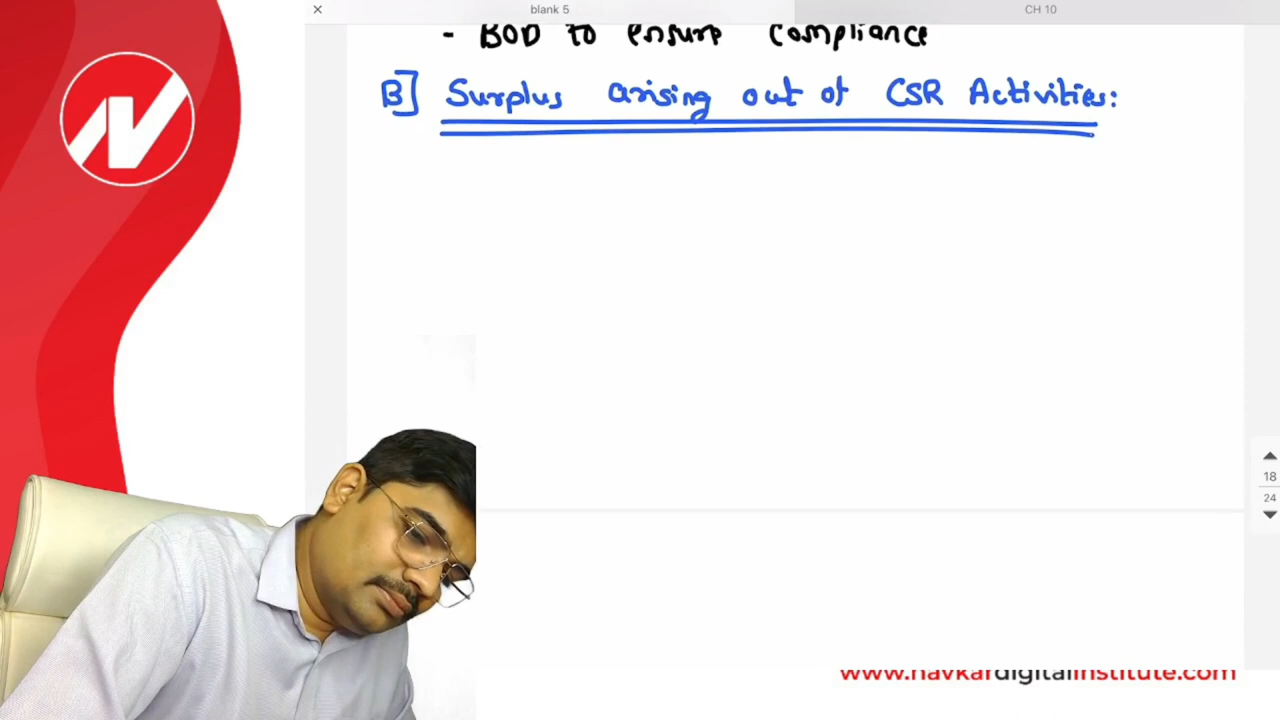 × blank 5 CH 10
- BOD to ensure Compliance
B] Surplus arising out of CSR Activities:
18
24
www.navkardigitalinstitute.com